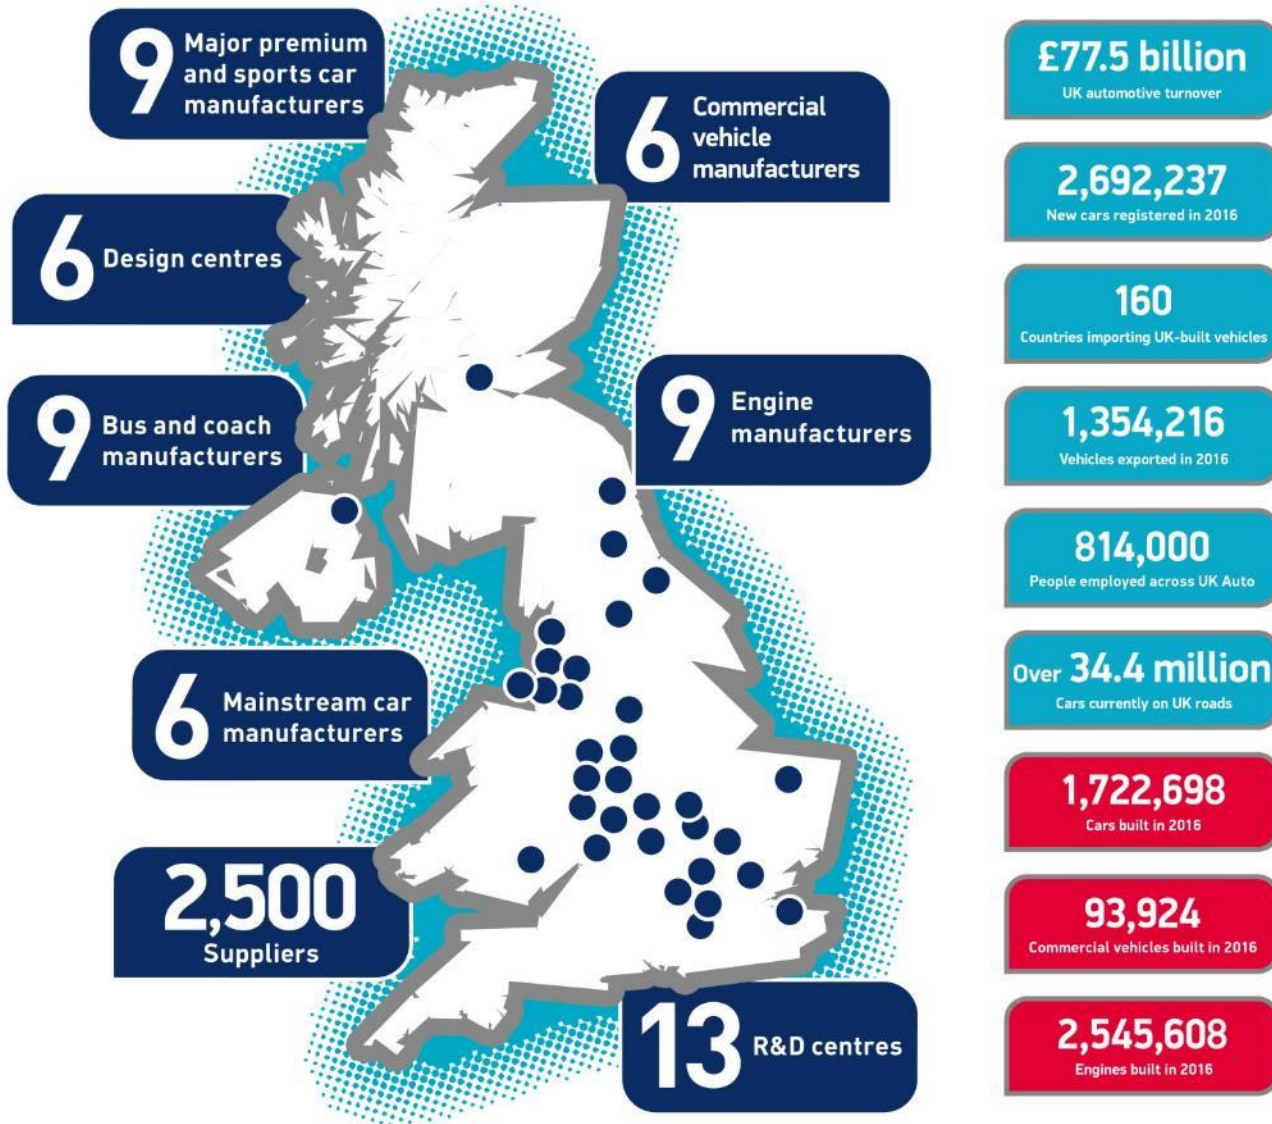 9
Major premium
and sports car
manufacturers
6
Commercial
vehicle
manufacturers
6
Design centres
9
Bus and coach
manufacturers
9
Engine
manufacturers
6
Mainstream car
manufacturers
2,500
Suppliers
13
R&D centres
£77.5 billion
UK automotive turnover
2,692,237
New cars registered in 2016
160
Countries importing UK-built vehicles
1,354,216
Vehicles exported in 2016
814,000
People employed across UK Auto
Over 34.4 million
Cars currently on UK roads
1,722,698
Cars built in 2016
93,924
Commercial vehicles built in 2016
2,545,608
Engines built in 2016